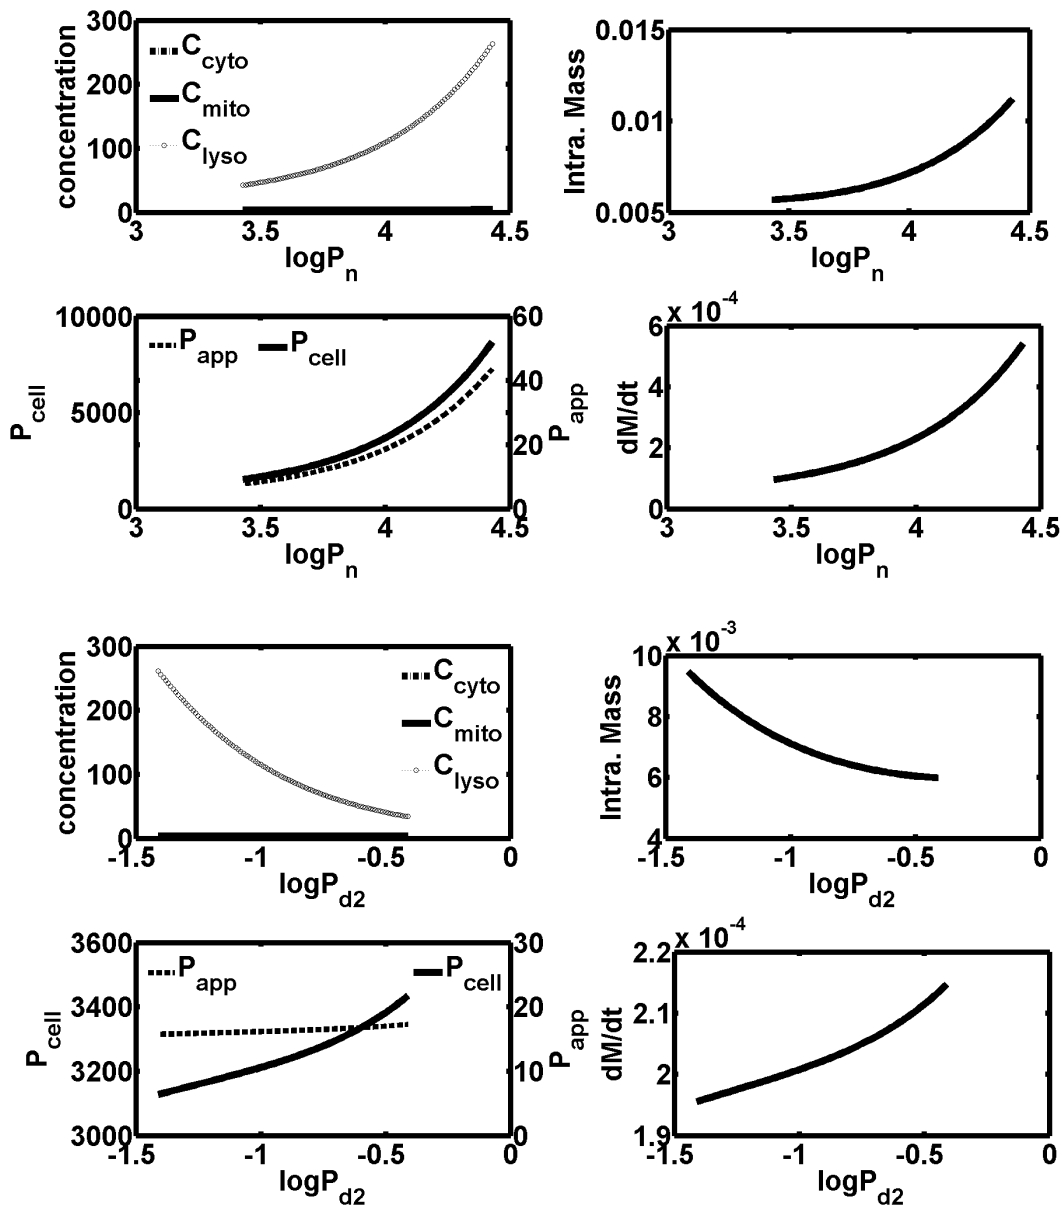 300
200
100
0
concentration
C_cyto
C_mito
C_lyso
3 3.5 4 4.5
logP_n
0.015
0.01
0.005
Intra. Mass
3 3.5 4 4.5
logP_n
10000
5000
0
P_cell
P_app P_cell
60
40
20
0
P_app
3 3.5 4 4.5
logP_n
x 10^-4
6
4
2
0
dM/dt
3 3.5 4 4.5
logP_n
300
200
100
0
concentration
C_cyto
C_mito
C_lyso
-1.5 -1 -0.5 0
logP_d2
x 10^-3
10
8
6
4
Intra. Mass
-1.5 -1 -0.5 0
logP_d2
3600
3400
3200
3000
P_cell
P_app P_cell
30
20
10
0
P_app
-1.5 -1 -0.5 0
logP_d2
x 10^-4
2.2
2.1
2
1.9
dM/dt
-1.5 -1 -0.5 0
logP_d2